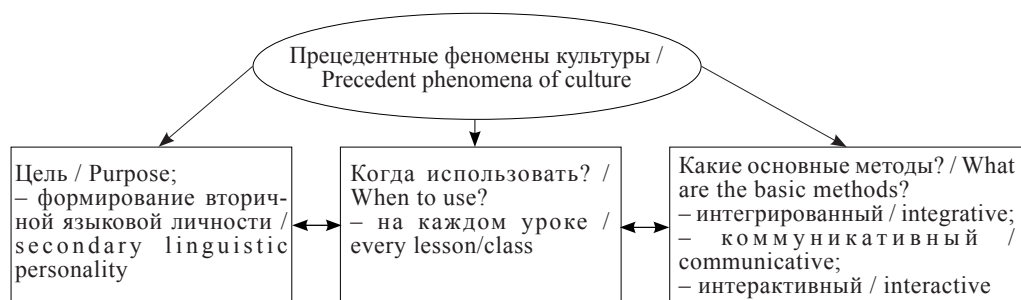 Прецедентные феномены культуры /
Precedent phenomena of culture
Цель / Purpose;
– формирование вторич-
ной языковой личности /
secondary linguistic
personality
Когда использовать? /
When to use?
– на каждом уроке /
every lesson/class
Какие основные методы? / What
are the basic methods?
– интегрированный / integrative;
– коммуникативный /
communicative;
– интерактивный / interactive